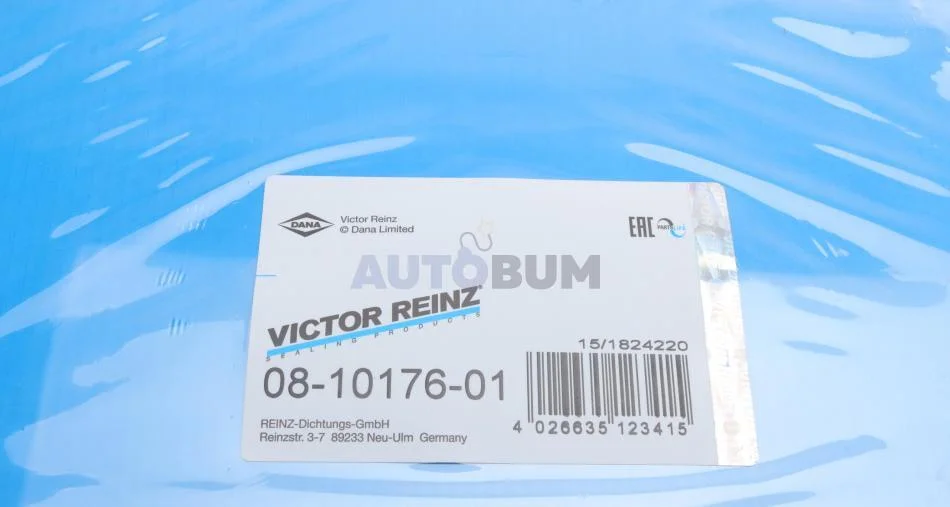 DANA
Victor Reinz
© Dana Limited
EAC
PARTSLIFE
AUTOBUM
VICTOR REINZ®
SEALING PRODUCTS
15/1824220
08-10176-01
4 026635 123415
REINZ-Dichtungs-GmbH
Reinzstr. 3-7 89233 Neu-Ulm Germany